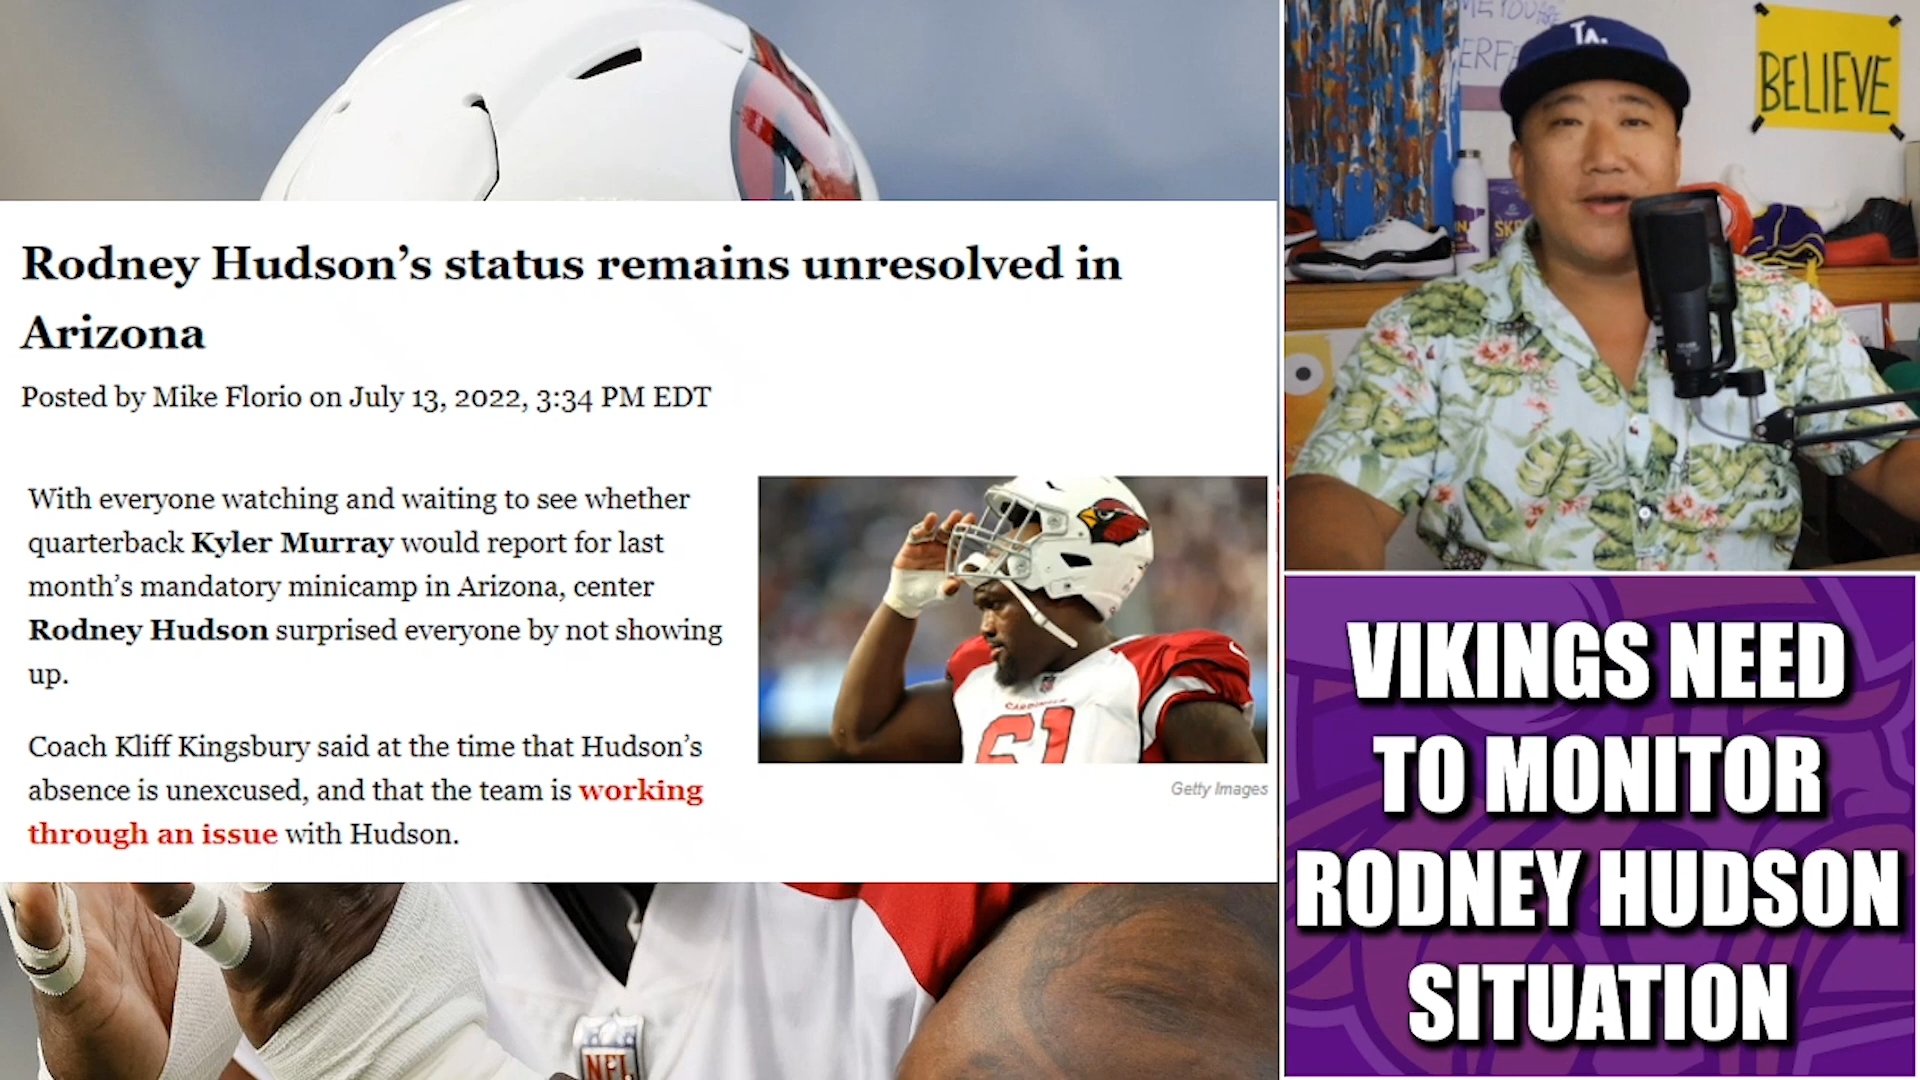 Rodney Hudson’s status remains unresolved in
Arizona
Posted by Mike Florio on July 13, 2022, 3:34 PM EDT
With everyone watching and waiting to see whether
quarterback Kyler Murray would report for last
month’s mandatory minicamp in Arizona, center
Rodney Hudson surprised everyone by not showing
up.
Coach Kliff Kingsbury said at the time that Hudson’s
absence is unexcused, and that the team is working
through an issue with Hudson.
CARDINALS
61
Getty Images
NFL
LA
BELIEVE
VIKINGS NEED
TO MONITOR
RODNEY HUDSON
SITUATION